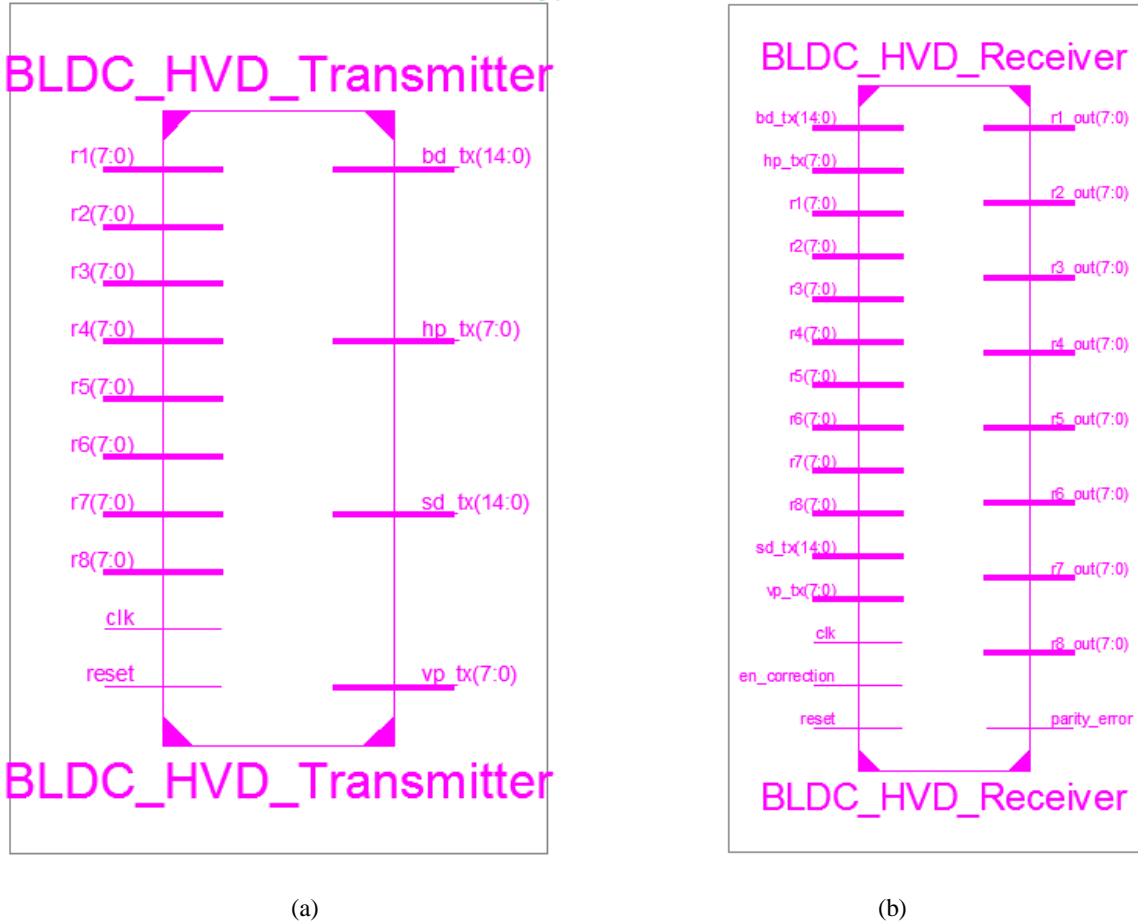 BLDC_HVD_Transmitter
r1(7:0)
r2(7:0)
r3(7:0)
r4(7:0)
r5(7:0)
r6(7:0)
r7(7:0)
r8(7:0)
clk
reset
bd_tx(14:0)
hp_tx(7:0)
sd_tx(14:0)
vp_tx(7:0)
BLDC_HVD_Transmitter
(a)
BLDC_HVD_Receiver
bd_tx(14:0)
hp_tx(7:0)
r1(7:0)
r2(7:0)
r3(7:0)
r4(7:0)
r5(7:0)
r6(7:0)
r7(7:0)
r8(7:0)
sd_tx(14:0)
vp_tx(7:0)
clk
en_correction
reset
r1_out(7:0)
r2_out(7:0)
r3_out(7:0)
r4_out(7:0)
r5_out(7:0)
r6_out(7:0)
r7_out(7:0)
r8_out(7:0)
parity_error
BLDC_HVD_Receiver
(b)